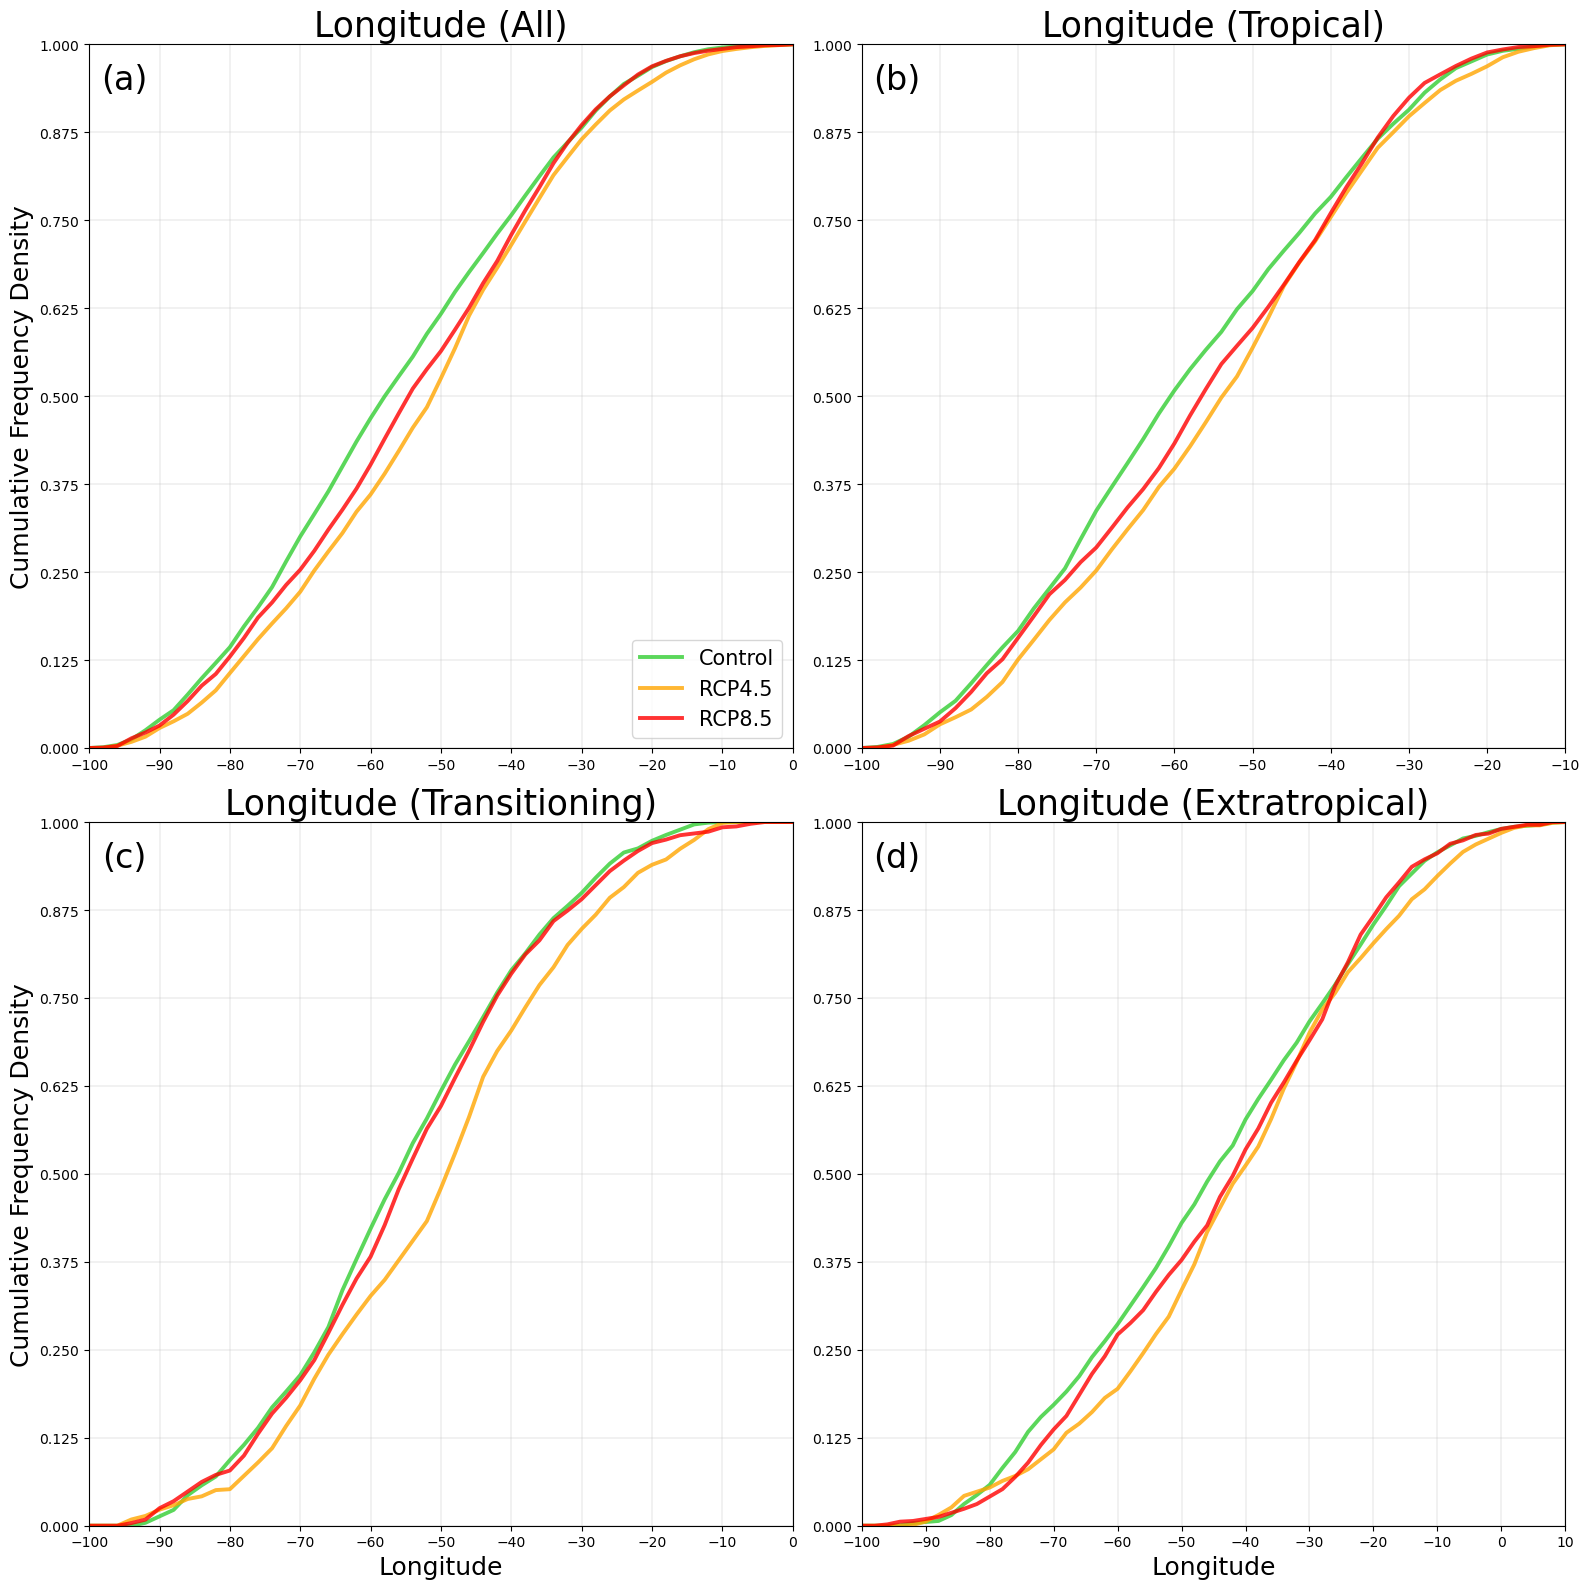 Longitude (All)
Longitude (Tropical)
(a)
(b)
Cumulative Frequency Density
1.000
0.875
0.750
0.625
0.500
0.375
0.250
0.125
0.000
−100 −90 −80 −70 −60 −50 −40 −30 −20 −10 0
Control
RCP4.5
RCP8.5
1.000
0.875
0.750
0.625
0.500
0.375
0.250
0.125
0.000
−100 −90 −80 −70 −60 −50 −40 −30 −20 −10
Longitude (Transitioning)
Longitude (Extratropical)
(c)
(d)
Cumulative Frequency Density
1.000
0.875
0.750
0.625
0.500
0.375
0.250
0.125
0.000
−100 −90 −80 −70 −60 −50 −40 −30 −20 −10 0
Longitude
1.000
0.875
0.750
0.625
0.500
0.375
0.250
0.125
0.000
−100 −90 −80 −70 −60 −50 −40 −30 −20 −10 0 10
Longitude